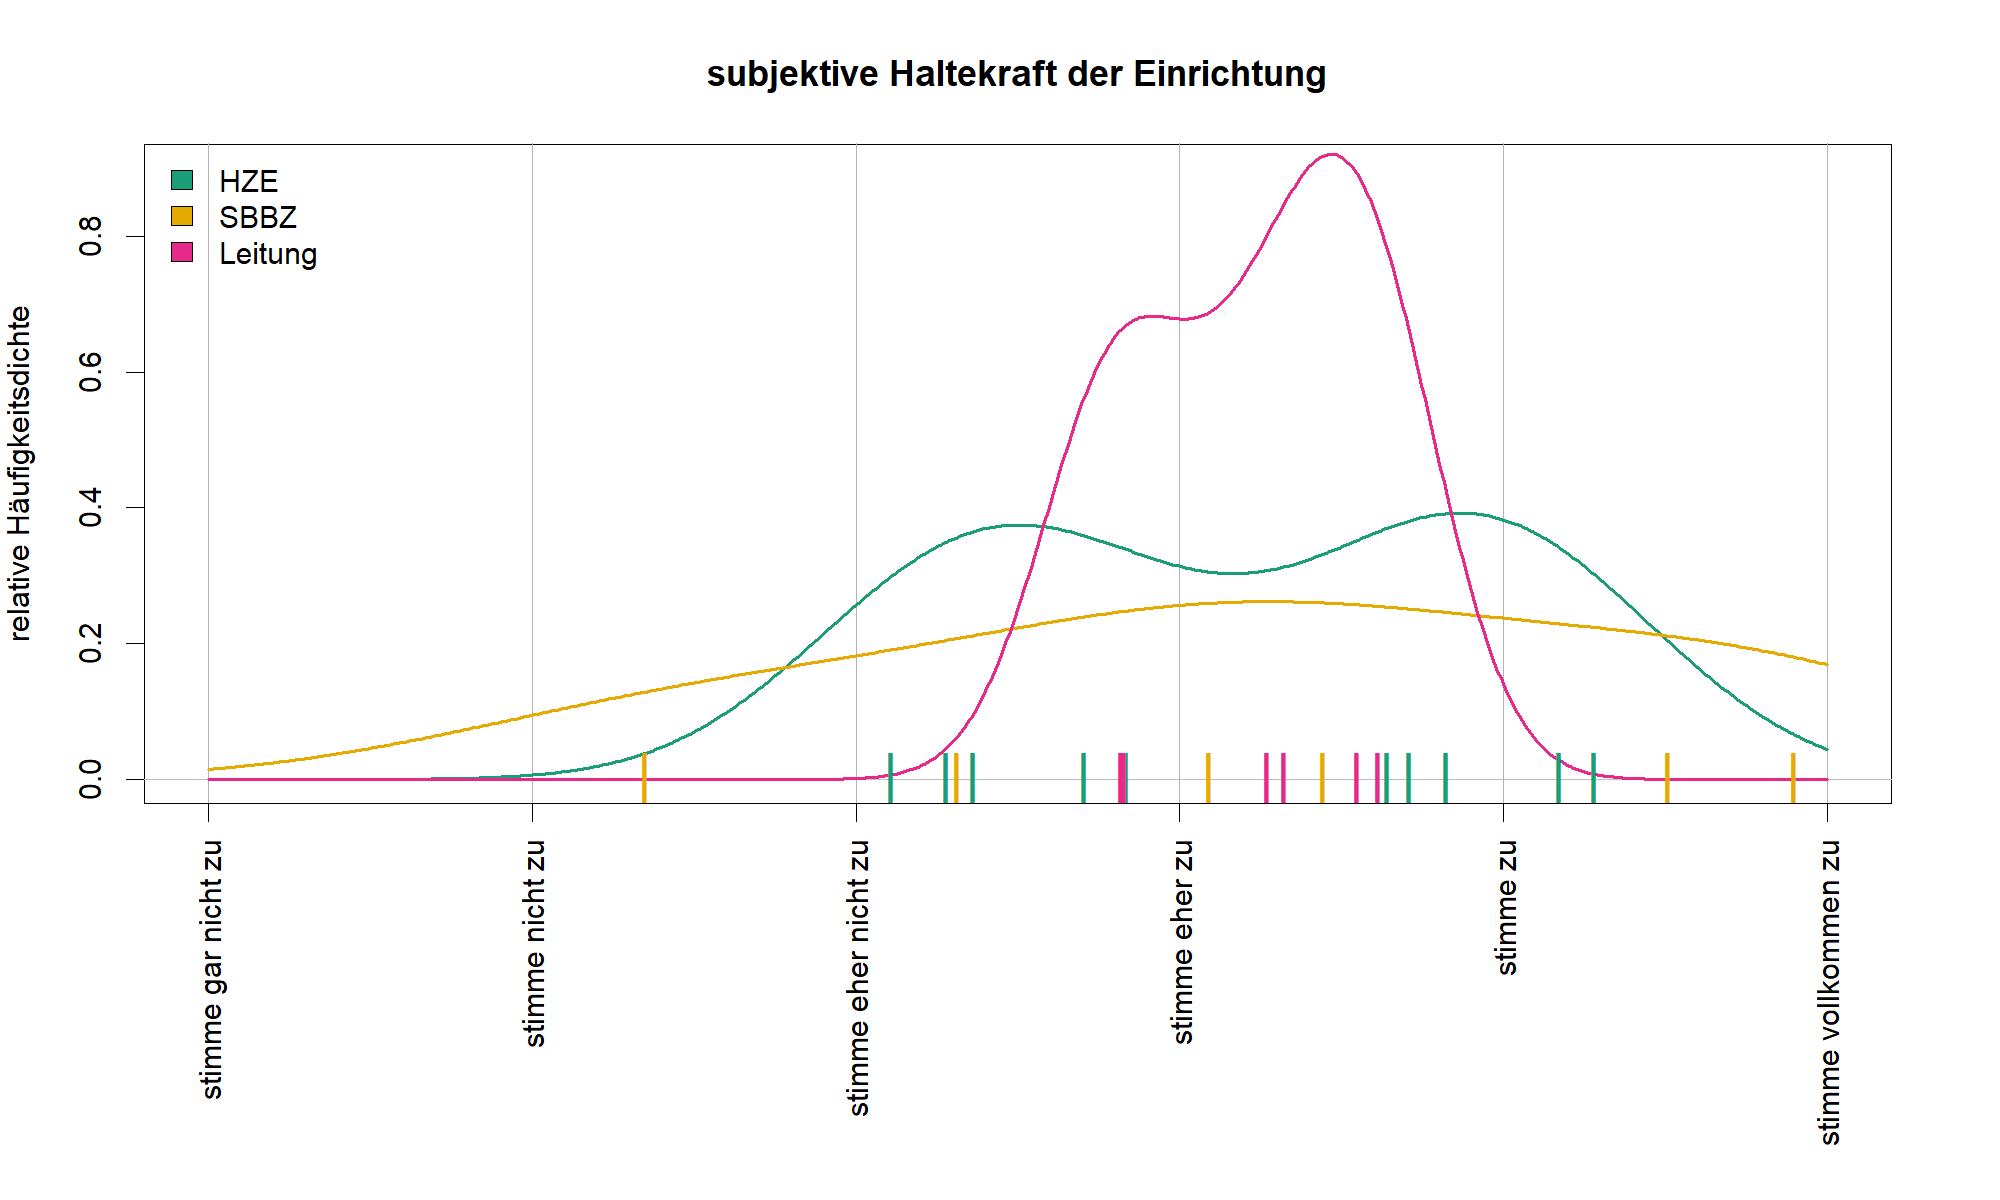 subjektive Haltekraft der Einrichtung
HZE
SBBZ
Leitung
relative Häufigkeitsdichte
0.8
0.6
0.4
0.2
0.0
stimme gar nicht zu
stimme nicht zu
stimme eher nicht zu
stimme eher zu
stimme zu
stimme vollkommen zu